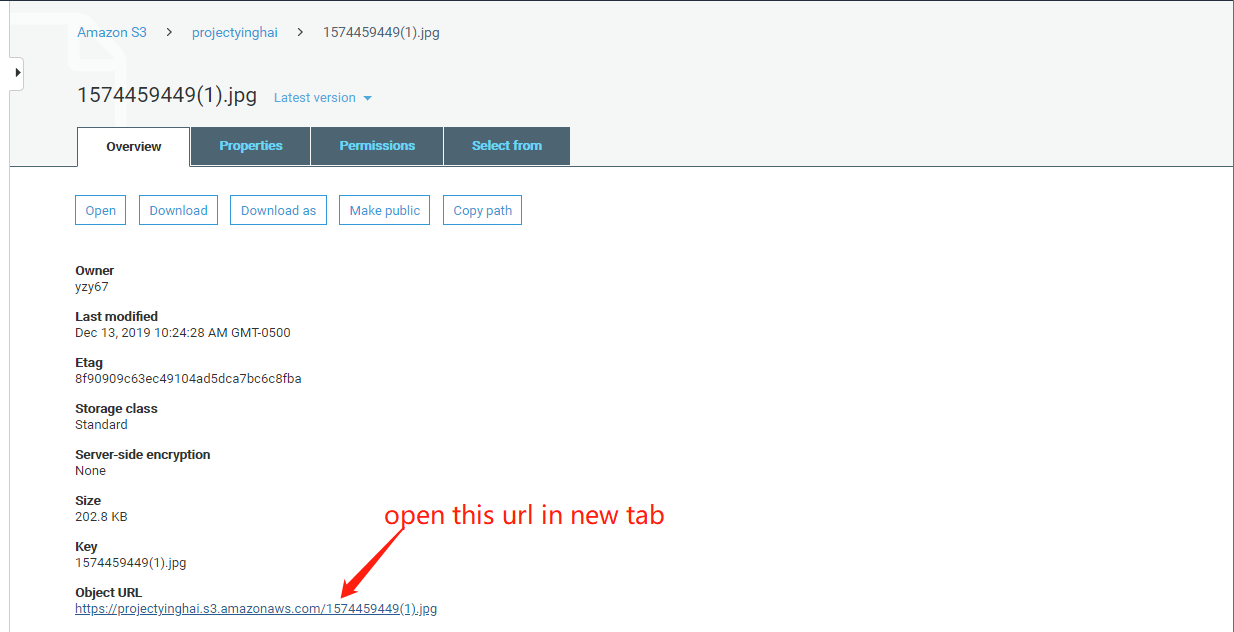 Amazon S3 > projectyinghai > 1574459449(1).jpg
1574459449(1).jpg Latest version
Overview Properties Permissions Select from
Open Download Download as Make public Copy path
Owner
yzy67
Last modified
Dec 13, 2019 10:24:28 AM GMT-0500
Etag
8f90909c63ec49104ad5dca7bc6c8fba
Storage class
Standard
Server-side encryption
None
Size
202.8 KB
open this url in new tab
Key
1574459449(1).jpg
Object URL
https://projectyinghai.s3.amazonaws.com/1574459449(1).jpg